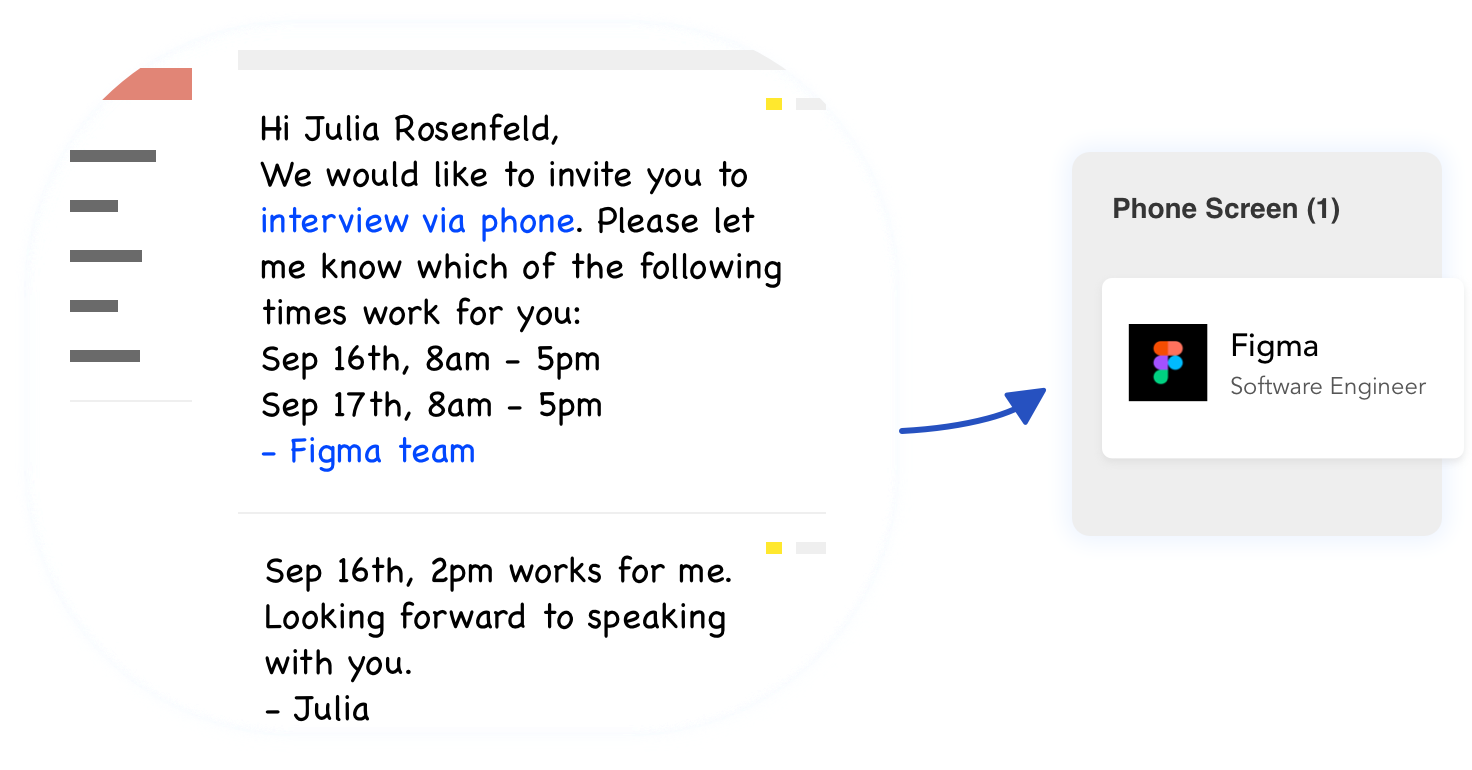 Hi Julia Rosenfeld,
We would like to invite you to
interview via phone. Please let
me know which of the following
times work for you:
Sep 16th, 8am - 5pm
Sep 17th, 8am - 5pm
- Figma team
Sep 16th, 2pm works for me.
Looking forward to speaking
with you.
- Julia
Phone Screen (1)
Figma
Software Engineer